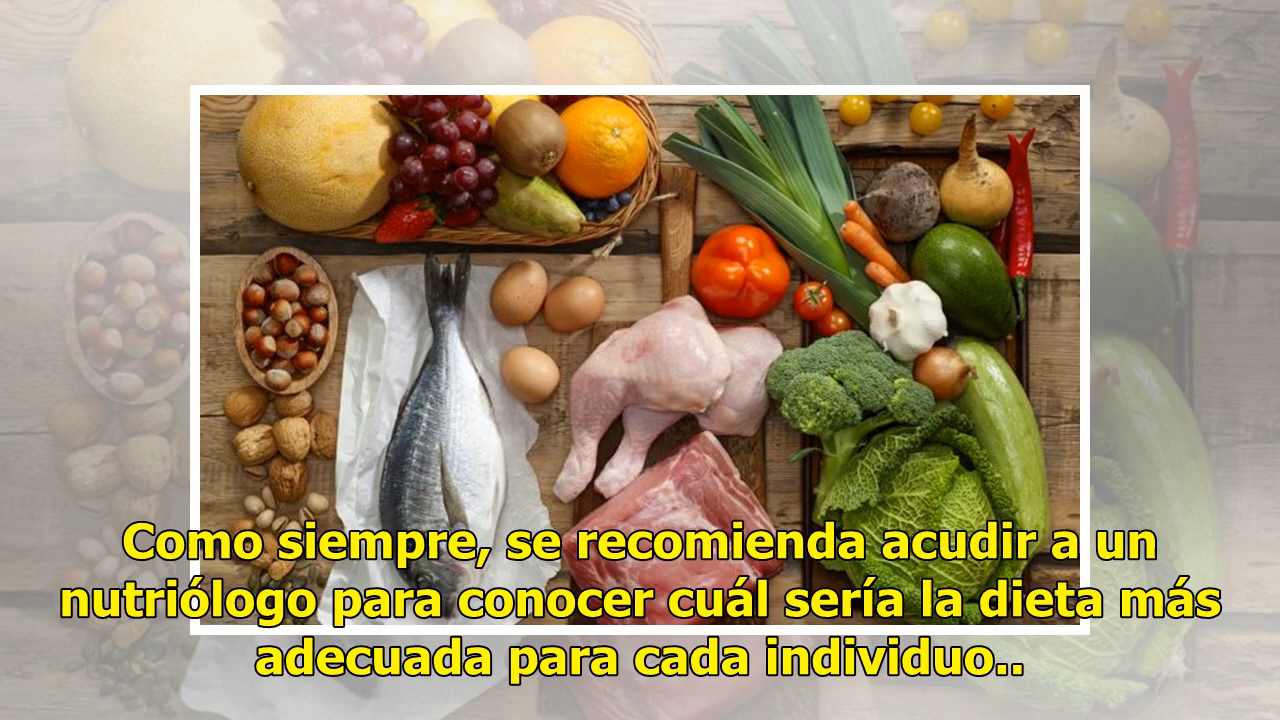 Como siempre, se recomienda acudir a un
nutriólogo para conocer cuál sería la dieta más
adecuada para cada individuo..